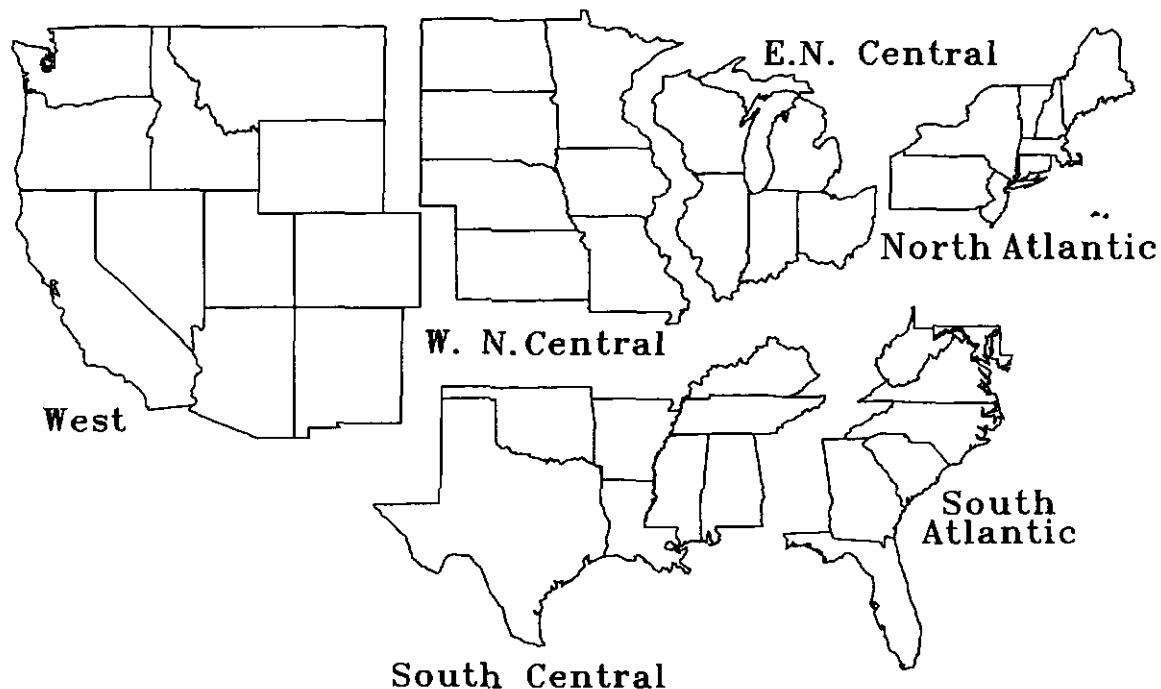 E.N. Central
North Atlantic
W. N. Central
West
South
Atlantic
South Central